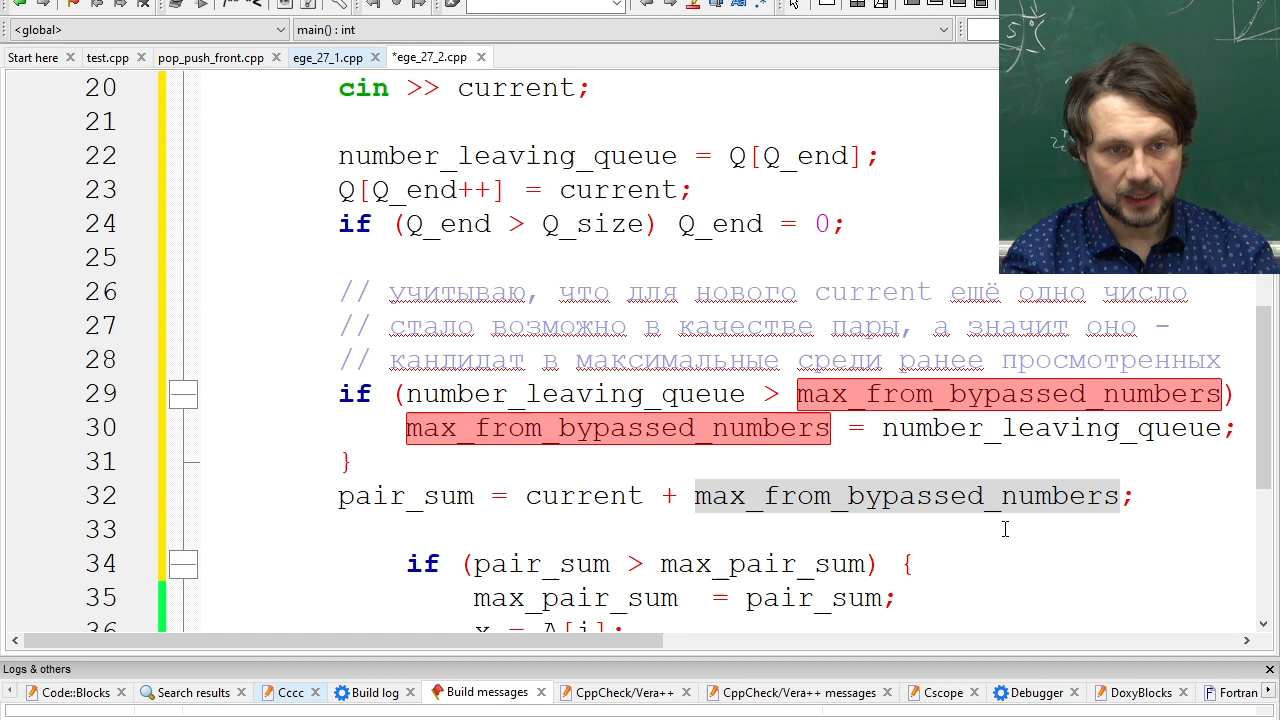 <global>
main() : int
Start here
test.cpp
pop_push_front.cpp
ege_27_1.cpp
*ege_27_2.cpp
20 cin >> current;
21
22 number_leaving_queue = Q[Q_end];
23 Q[Q_end++] = current;
24 if (Q_end > Q_size) Q_end = 0;
25
26 // учитываю, что для нового current ещё одно число
27 // стало возможно в качестве пары, а значит оно -
28 // кандидат в максимальные среди ранее просмотренных
29 if (number_leaving_queue > max_from_bypassed_numbers)
30 max_from_bypassed_numbers = number_leaving_queue;
31 }
32 pair_sum = current + max_from_bypassed_numbers;
33
34 if (pair_sum > max_pair_sum) {
35 max_pair_sum = pair_sum;
36 x = A[i];
Logs & others
Code::Blocks
Search results
Cccc
Build log
Build messages
CppCheck/Vera++
CppCheck/Vera++ messages
Cscope
Debugger
DoxyBlocks
Fortran